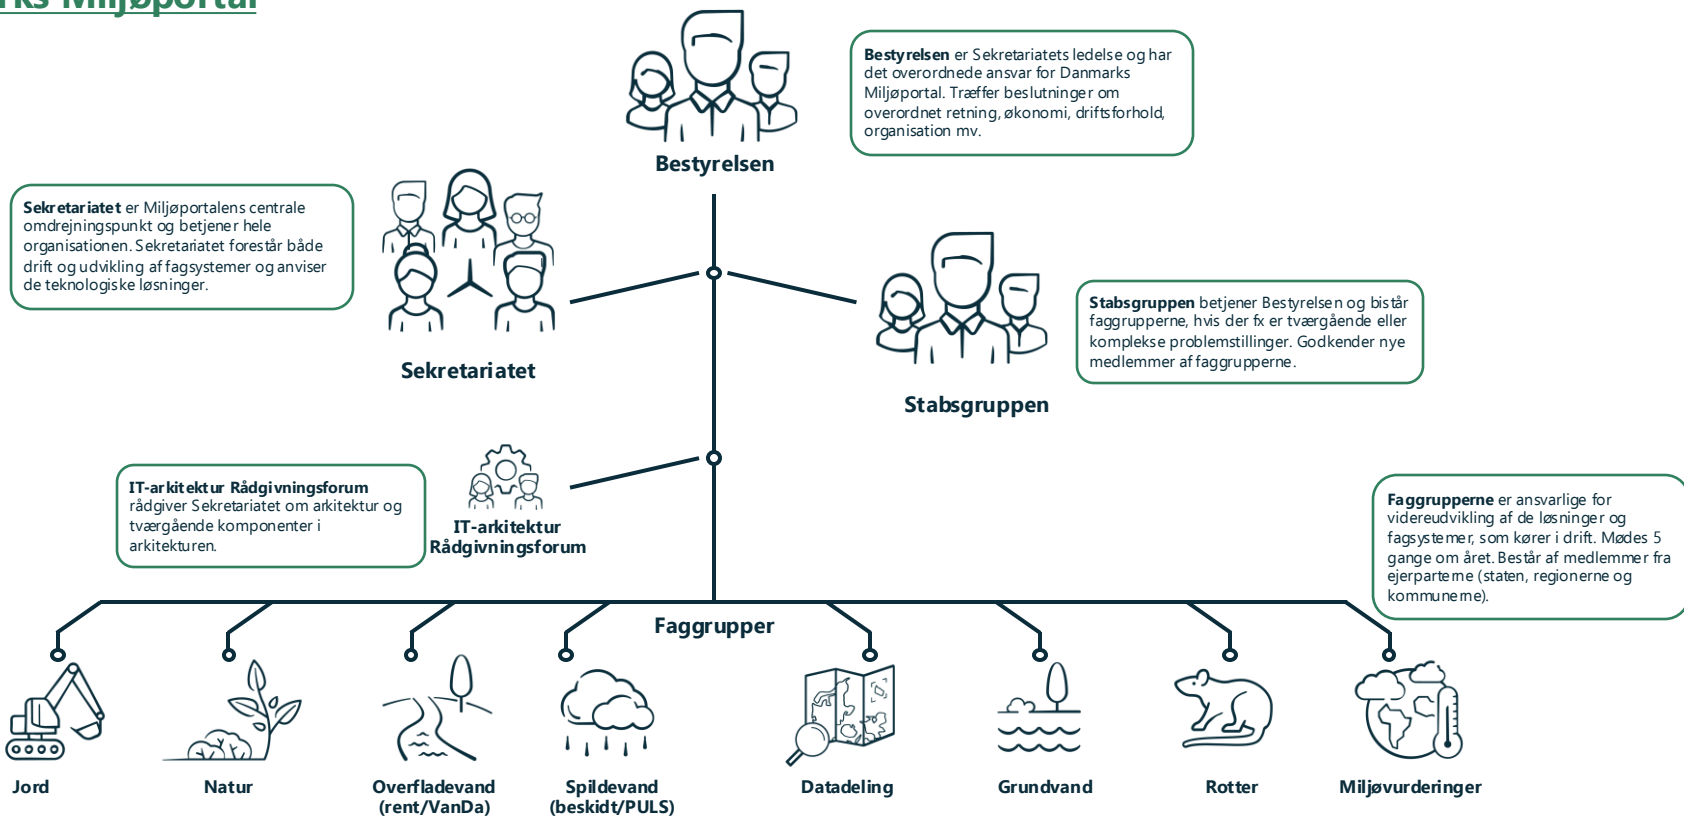 Miljøportal
Bestyrelsen er Sekretariatets ledelse og har
det overordnede ansvar for Danmarks
Miljøportal. Træffer beslutninger om
overordnet retning, økonomi, driftsforhold,
organisation mv.
Bestyrelsen
Sekretariatet er Miljøportalens centrale
omdrejningspunkt og betjener hele
organisationen. Sekretariatet forestår både
drift og udvikling af fagsystemer og anviser
de teknologiske løsninger.
Sekretariatet
Stabsgruppen betjener Bestyrelsen og bistår
faggrupperne, hvis der fx er tværgående eller
komplekse problemstillinger. Godkender nye
medlemmer af faggrupperne.
Stabsgruppen
IT-arkitektur Rådgivningsforum
rådgiver Sekretariatet om arkitektur og
tværgående komponenter i
arkitekturen.
IT-arkitektur
Rådgivningsforum
Faggrupperne er ansvarlige for
videreudvikling af de løsninger og
fagsystemer, som kører i drift. Mødes 5
gange om året. Består af medlemmer fra
ejerparterne (staten, regionerne og
kommunerne).
Faggrupper
Jord
Natur
Overfladevand
(rent/VanDa)
Spildevand
(beskidt/PULS)
Datadeling
Grundvand
Rotter
Miljøvurderinger